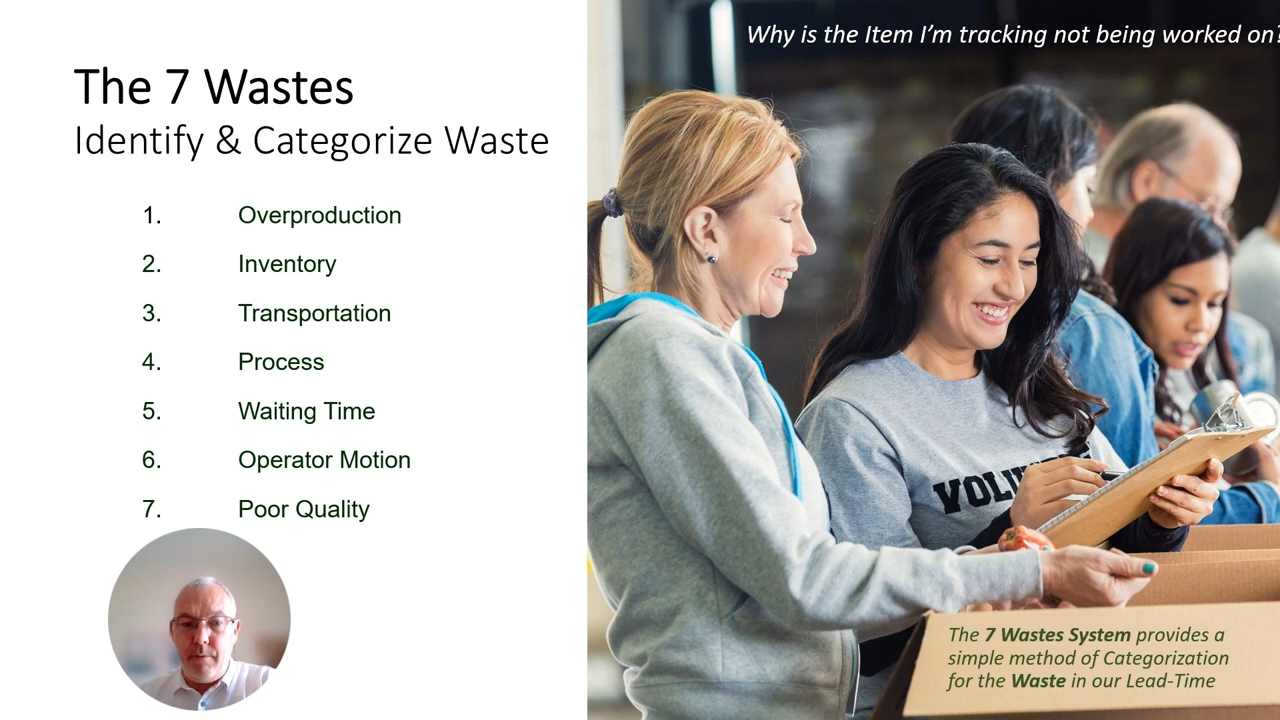 The 7 Wastes
Identify & Categorize Waste
1. Overproduction
2. Inventory
3. Transportation
4. Process
5. Waiting Time
6. Operator Motion
7. Poor Quality
Why is the Item I'm tracking not being worked on?
The 7 Wastes System provides a
simple method of Categorization
for the Waste in our Lead-Time